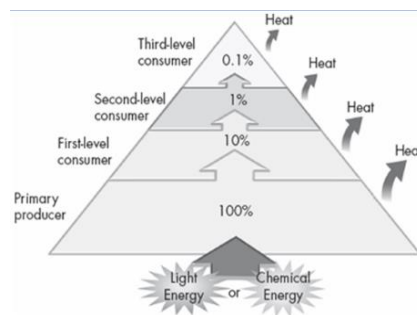 Heat
Third-level
consumer
0.1%
Heat
Second-level
consumer
1%
Heat
First-level
consumer
10%
Heat
Primary
producer
100%
Light
Energy
or
Chemical
Energy